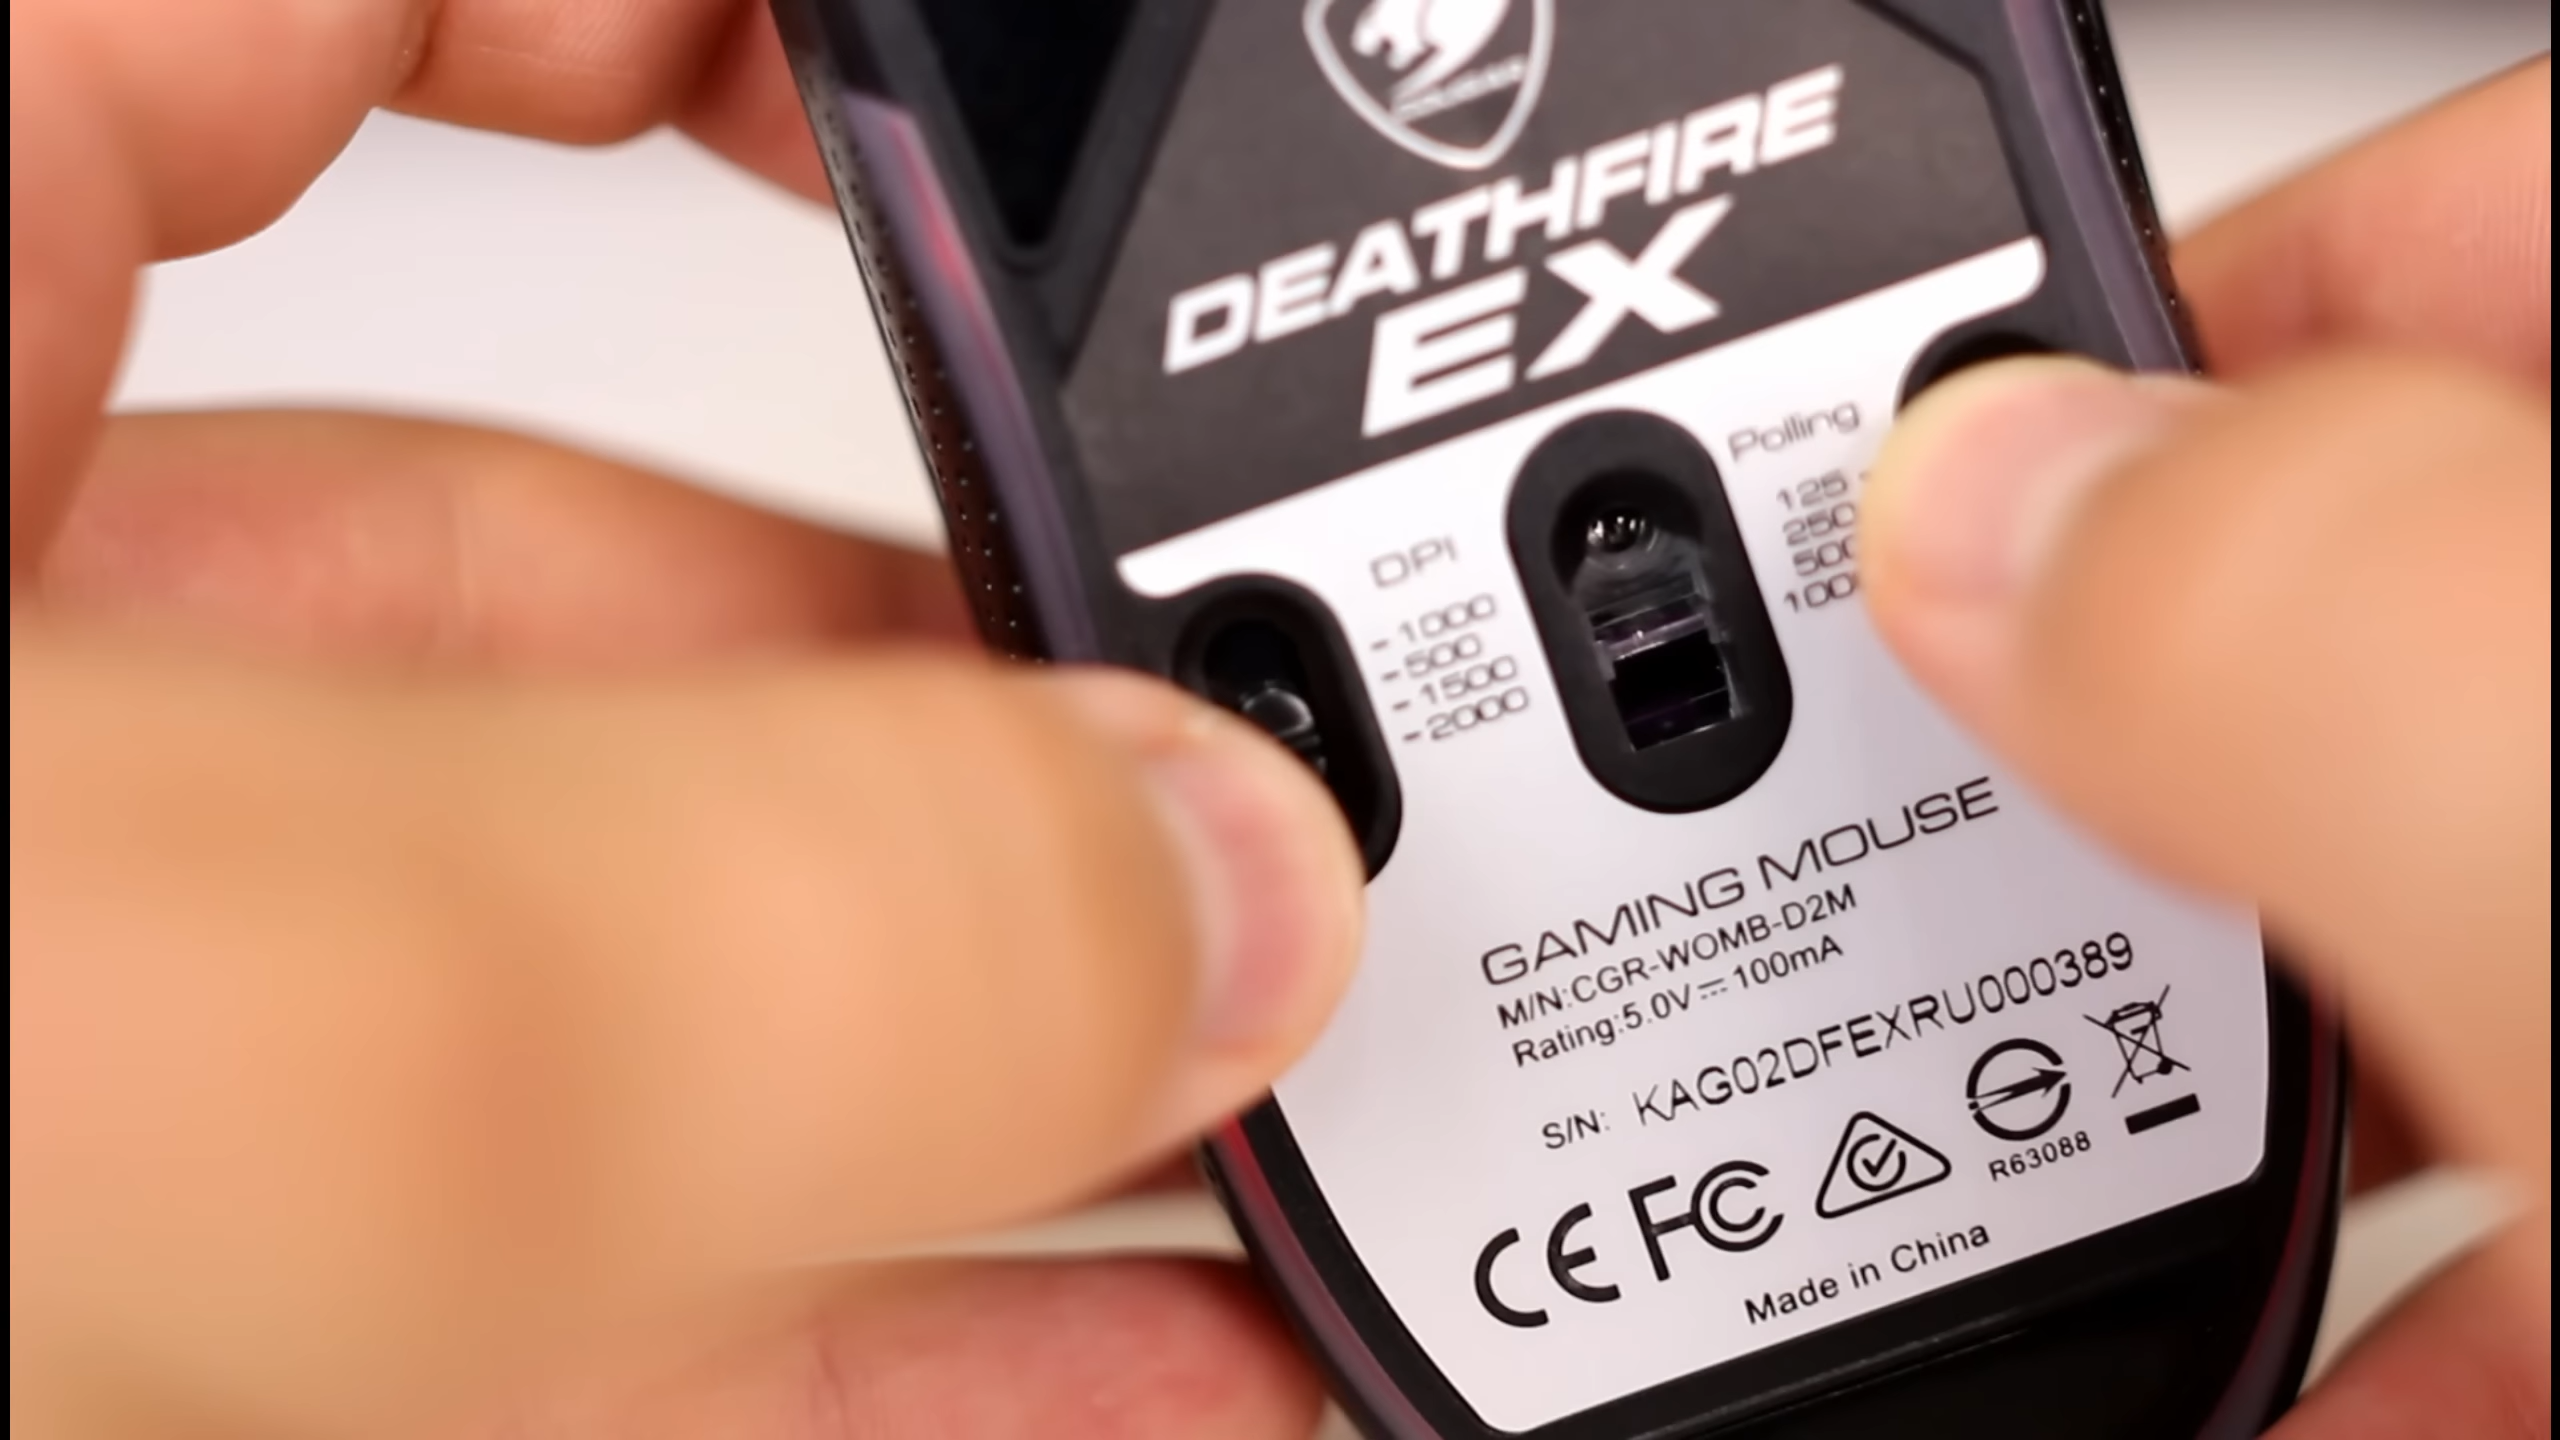 DEATHFIRE
EX
Polling
125
250
500
DPI
-1000
-500
-1500
-2000
GAMING MOUSE
M/N:CGR-WOMB-D2M
Rating:5.0V⎓100mA
S/N: KAG02DFEXRU000389
CE FC
R63088
Made in China